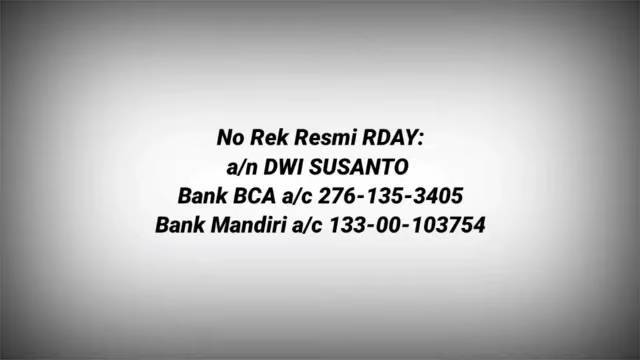 No Rek Resmi RDAY:
a/n DWI SUSANTO
Bank BCA a/c 276-135-3405
Bank Mandiri a/c 133-00-103754